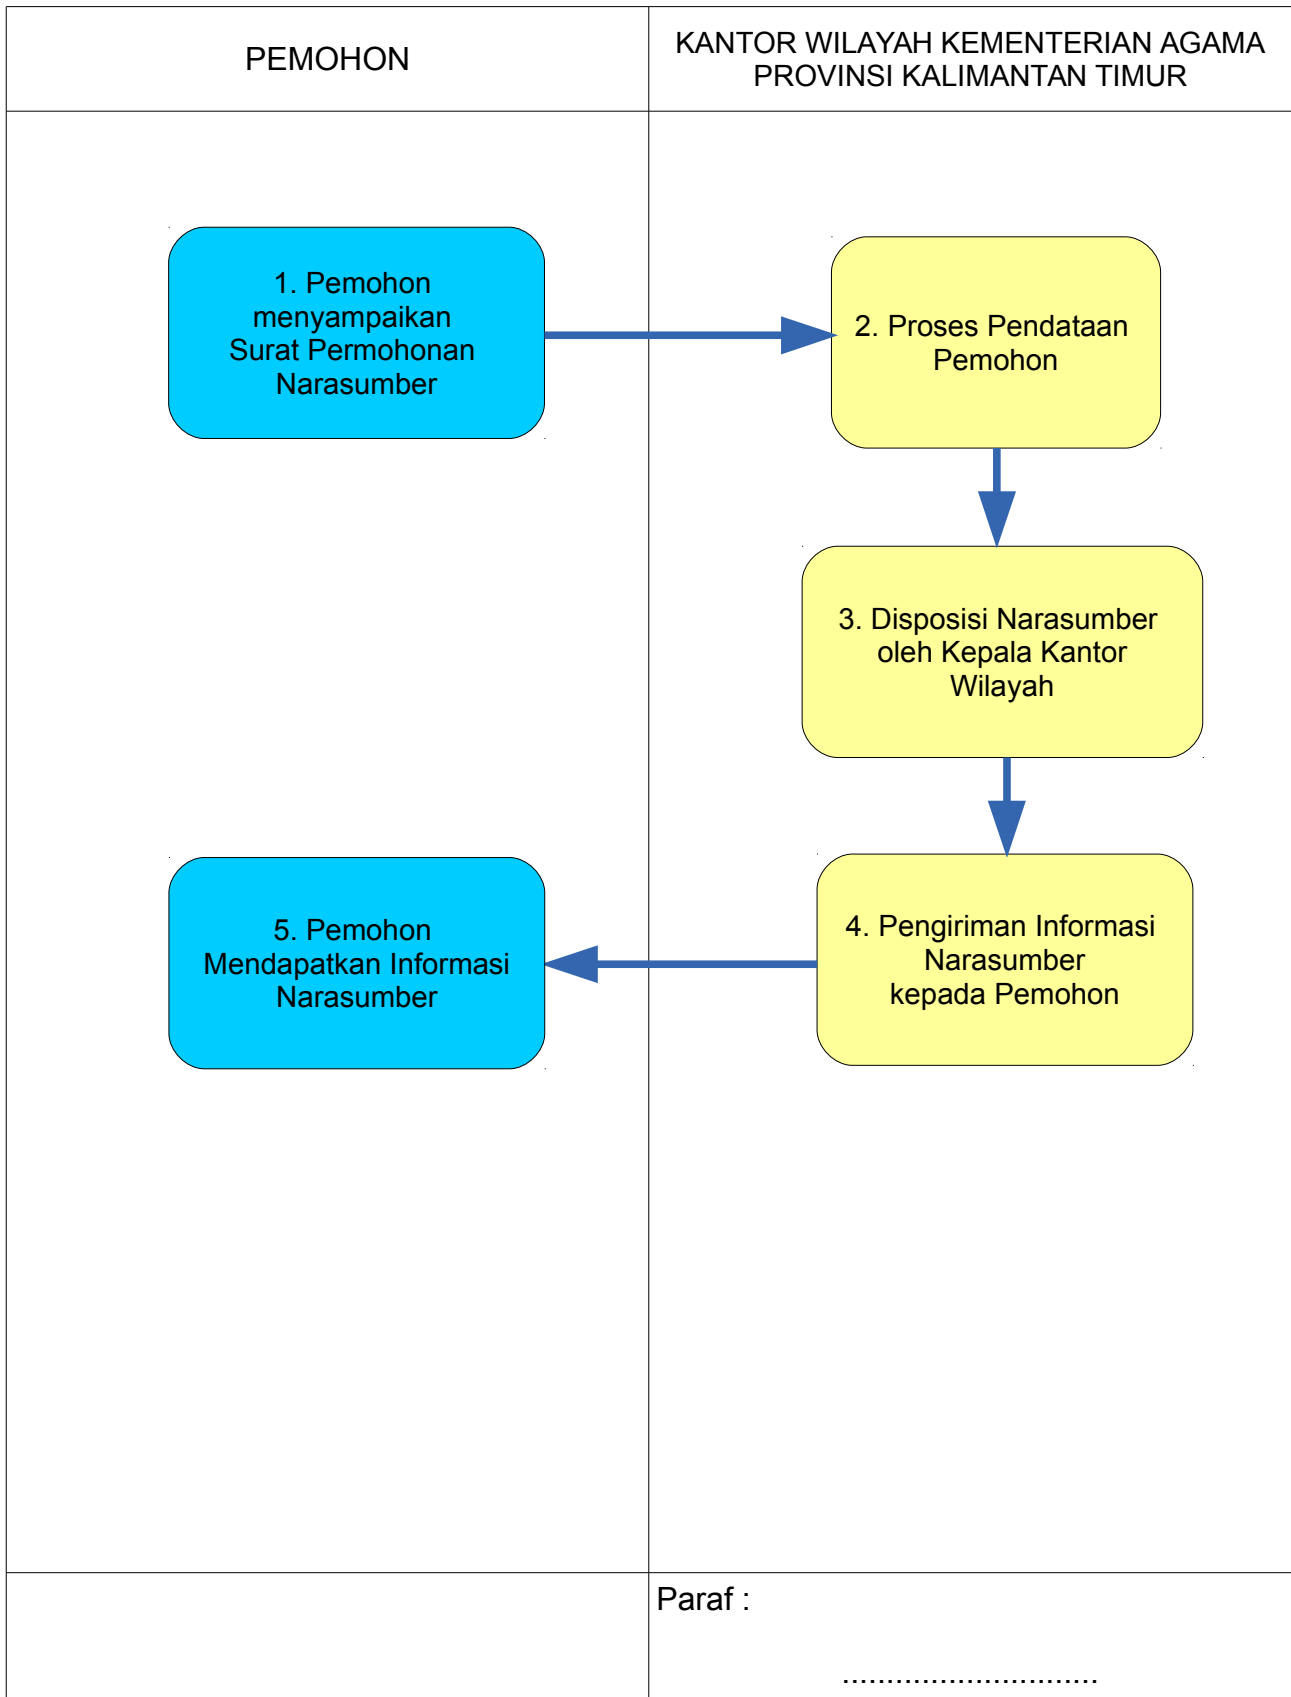 PEMOHON
KANTOR WILAYAH KEMENTERIAN AGAMA
PROVINSI KALIMANTAN TIMUR
1. Pemohon
menyampaikan
Surat Permohonan
Narasumber
2. Proses Pendataan
Pemohon
3. Disposisi Narasumber
oleh Kepala Kantor
Wilayah
4. Pengiriman Informasi
Narasumber
kepada Pemohon
5. Pemohon
Mendapatkan Informasi
Narasumber
Paraf :
.............................